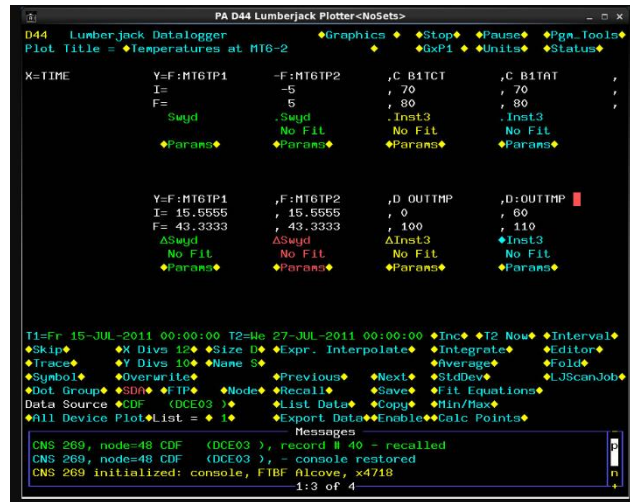 PA D44 Lumberjack Plotter<NoSets>
D44 Lumberjack Datalogger ◆Graphics ◆ ◆Stop◆ ◆Pause◆ ◆Pgm_Tools◆
Plot Title = ◆Temperatures at MT6-2 ◆ ◆GxP1 ◆ ◆Units◆ ◆Status◆
X=TIME Y=F:MT6TP1 -F:MT6TP2 ,C B1TCT ,C B1TAT ,
I= -5 , 70 , 70 ,
F= 5 , 80 , 80 ,
Swyd .Swyd .Inst3 .Inst3
No Fit No Fit No Fit
◆Params◆ ◆Params◆ ◆Params◆ ◆Params◆
Y=F:MT6TP1 ,F:MT6TP2 ,D OUTTMP ,D:OUTTMP
I= 15.5555 , 15.5555 , 0 , 60
F= 43.3333 , 43.3333 , 100 , 110
ΔSwyd ΔSwyd ΔInst3 ◆Inst3
No Fit No Fit No Fit No Fit
◆Params◆ ◆Params◆ ◆Params◆ ◆Params◆
T1=Fr 15-JUL-2011 00:00:00 T2=We 27-JUL-2011 00:00:00 ◆Inc◆ ◆T2 Now◆ ◆Interval◆
◆Skip◆ ◆X Divs 12◆ ◆Size D◆ ◆Expr. Interpolate◆ ◆Integrate◆ ◆Editor◆
◆Trace◆ ◆Y Divs 10◆ ◆Name S◆ ◆Average◆ ◆Fold◆
◆Symbol◆ ◆Overwrite◆ ◆Previous◆ ◆Next◆ ◆StdDev◆ ◆LJScanJob◆
◆Dot Group◆ ◆SDA◆ ◆FTP◆ ◆Node◆ ◆Recall◆ ◆Save◆ ◆Fit Equations◆
Data Source ◆CDF (DCE03 )◆ ◆List Data◆ ◆Copy◆ ◆Min/Max◆
◆All Device Plot◆List = ◆ 1◆ ◆Export Data◆◆Enable◆◆Calc Points◆
Messages
CNS 269, node=48 CDF (DCE03 ), record # 40 - recalled
CNS 269, node=48 CDF (DCE03 ), - console restored
CNS 269 initialized: console, FTBF Alcove, x4718
1:3 of 4
p
n
+